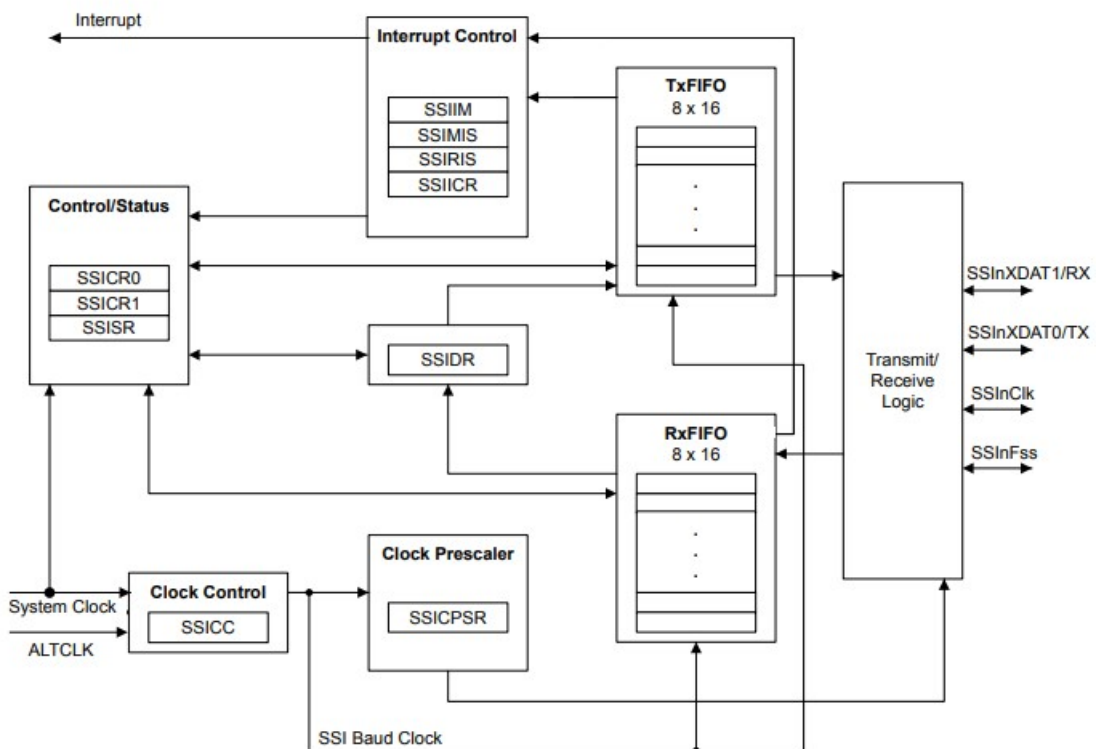 Interrupt
Interrupt Control
SSIIM
SSIMIS
SSIRIS
SSIICR
TxFIFO
8 x 16
.
.
.
Control/Status
SSICR0
SSICR1
SSISR
SSIDR
Transmit/
Receive
Logic
SSInXDAT1/RX
SSInXDAT0/TX
SSInClk
SSInFss
RxFIFO
8 x 16
.
.
.
Clock Prescaler
SSICPSR
System Clock
ALTCLK
Clock Control
SSICC
SSI Baud Clock